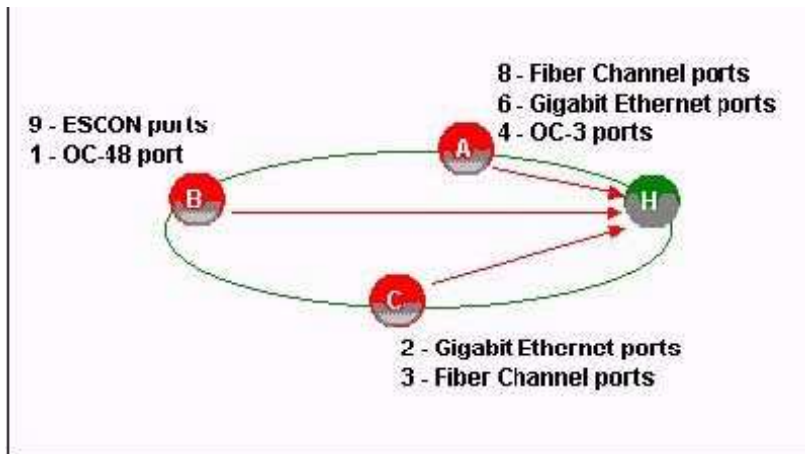 8 - Fiber Channel ports
6 - Gigabit Ethernet ports
4 - OC-3 ports
9 - ESCON ports
1 - OC-48 port
A
B
H
C
2 - Gigabit Ethernet ports
3 - Fiber Channel ports